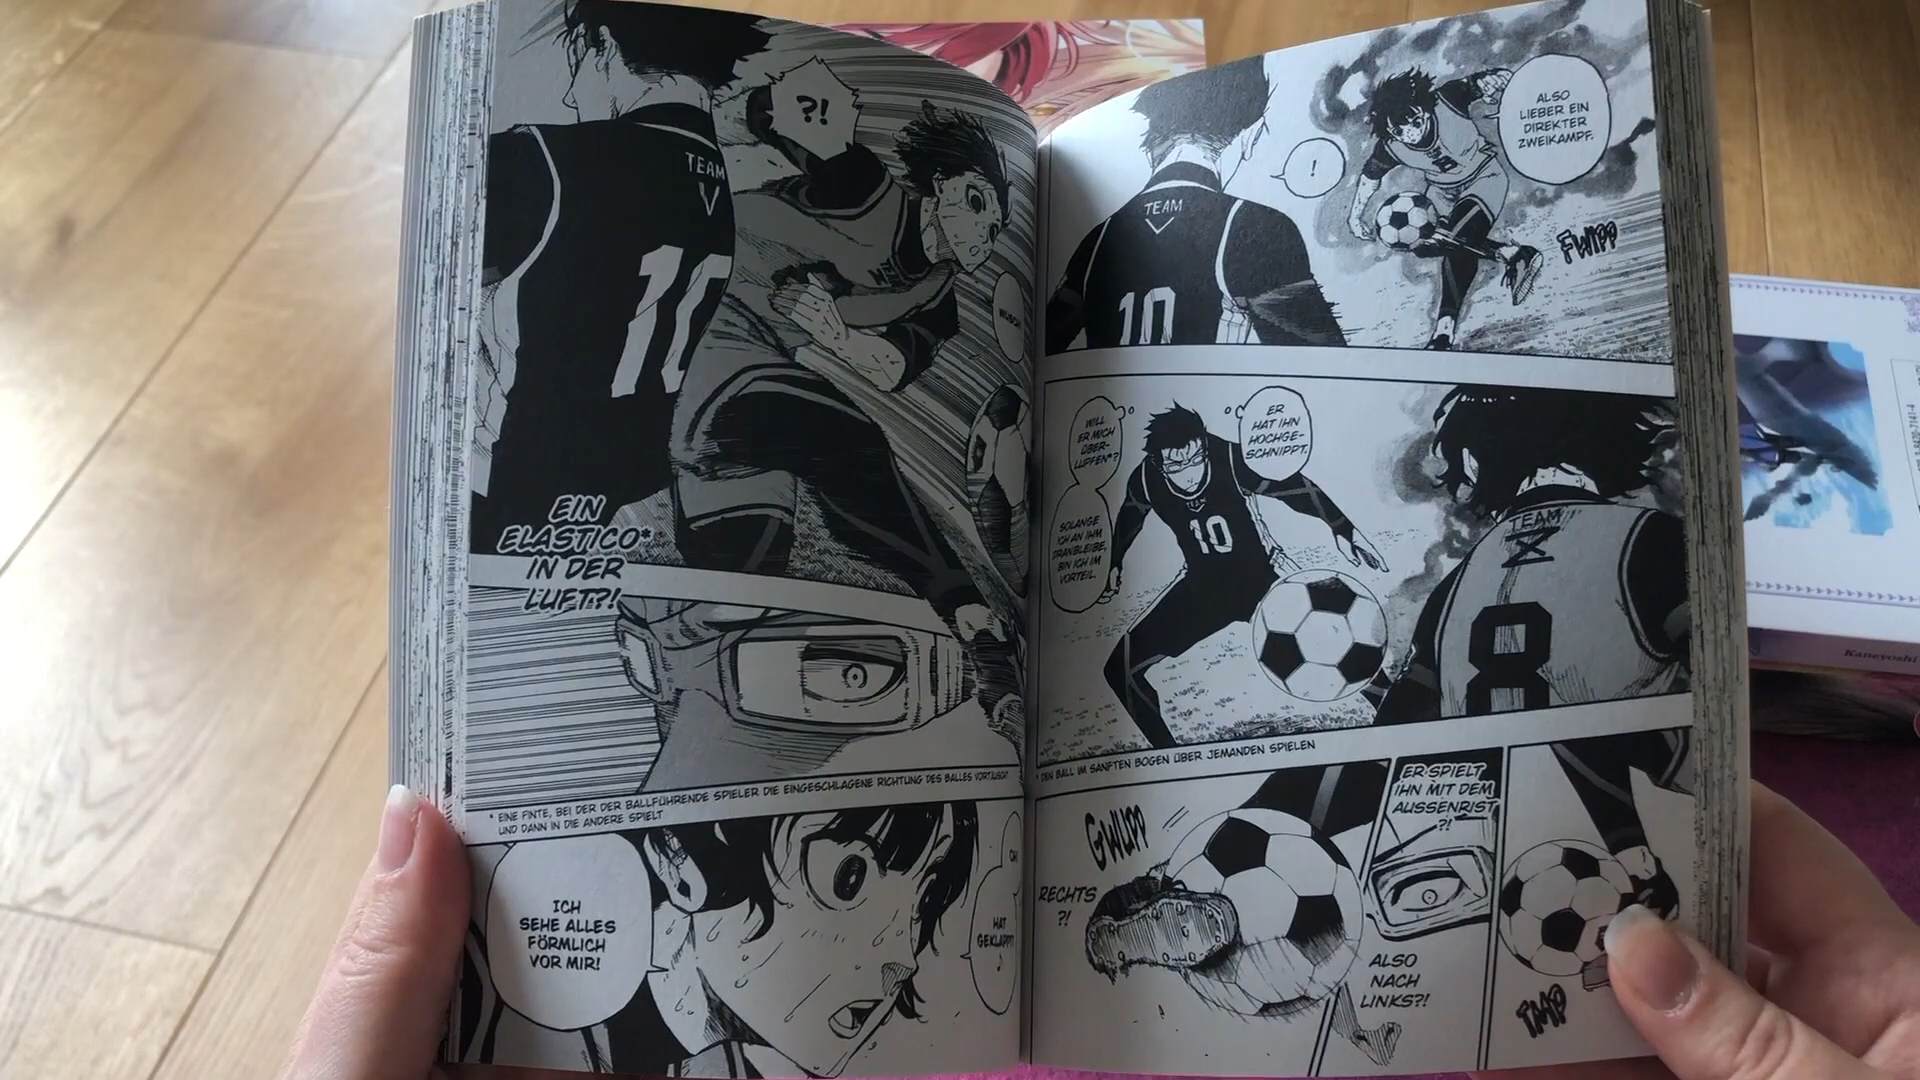 ALSO
LIEBER EIN
DIREKTER
ZWEIKAMPF.
FWIPP
!
TEAM
V
10
ER
HAT IHN
HOCHGE-
SCHNIPPT.
WILL
ER MICH
ÜBER-
LUPFEN*?
SOLANGE
ICH AN IHM
DRANBLEIBE,
BIN ICH IM
VORTEIL.
TEAM
10
TEAM
Z
8
* DEN BALL IM SANFTEN BOGEN ÜBER JEMANDEN SPIELEN
TAPP
ER SPIELT
IHN MIT DEM
AUSSENRIST
?!
ALSO
NACH
LINKS?!
GWUPP
RECHTS
?!
?!
TEAM
V
10
WUSCH
EIN
ELASTICO*
IN DER
LUFT?!
* EINE FINTE, BEI DER DER BALLFÜHRENDE SPIELER DIE EINGESCHLAGENE RICHTUNG DES BALLES VORTÄUSCHT
UND DANN IN DIE ANDERE SPIELT
HAT
GEKLAPPT!
ICH
SEHE ALLES
FÖRMLICH
VOR MIR!
Kaneyoshi